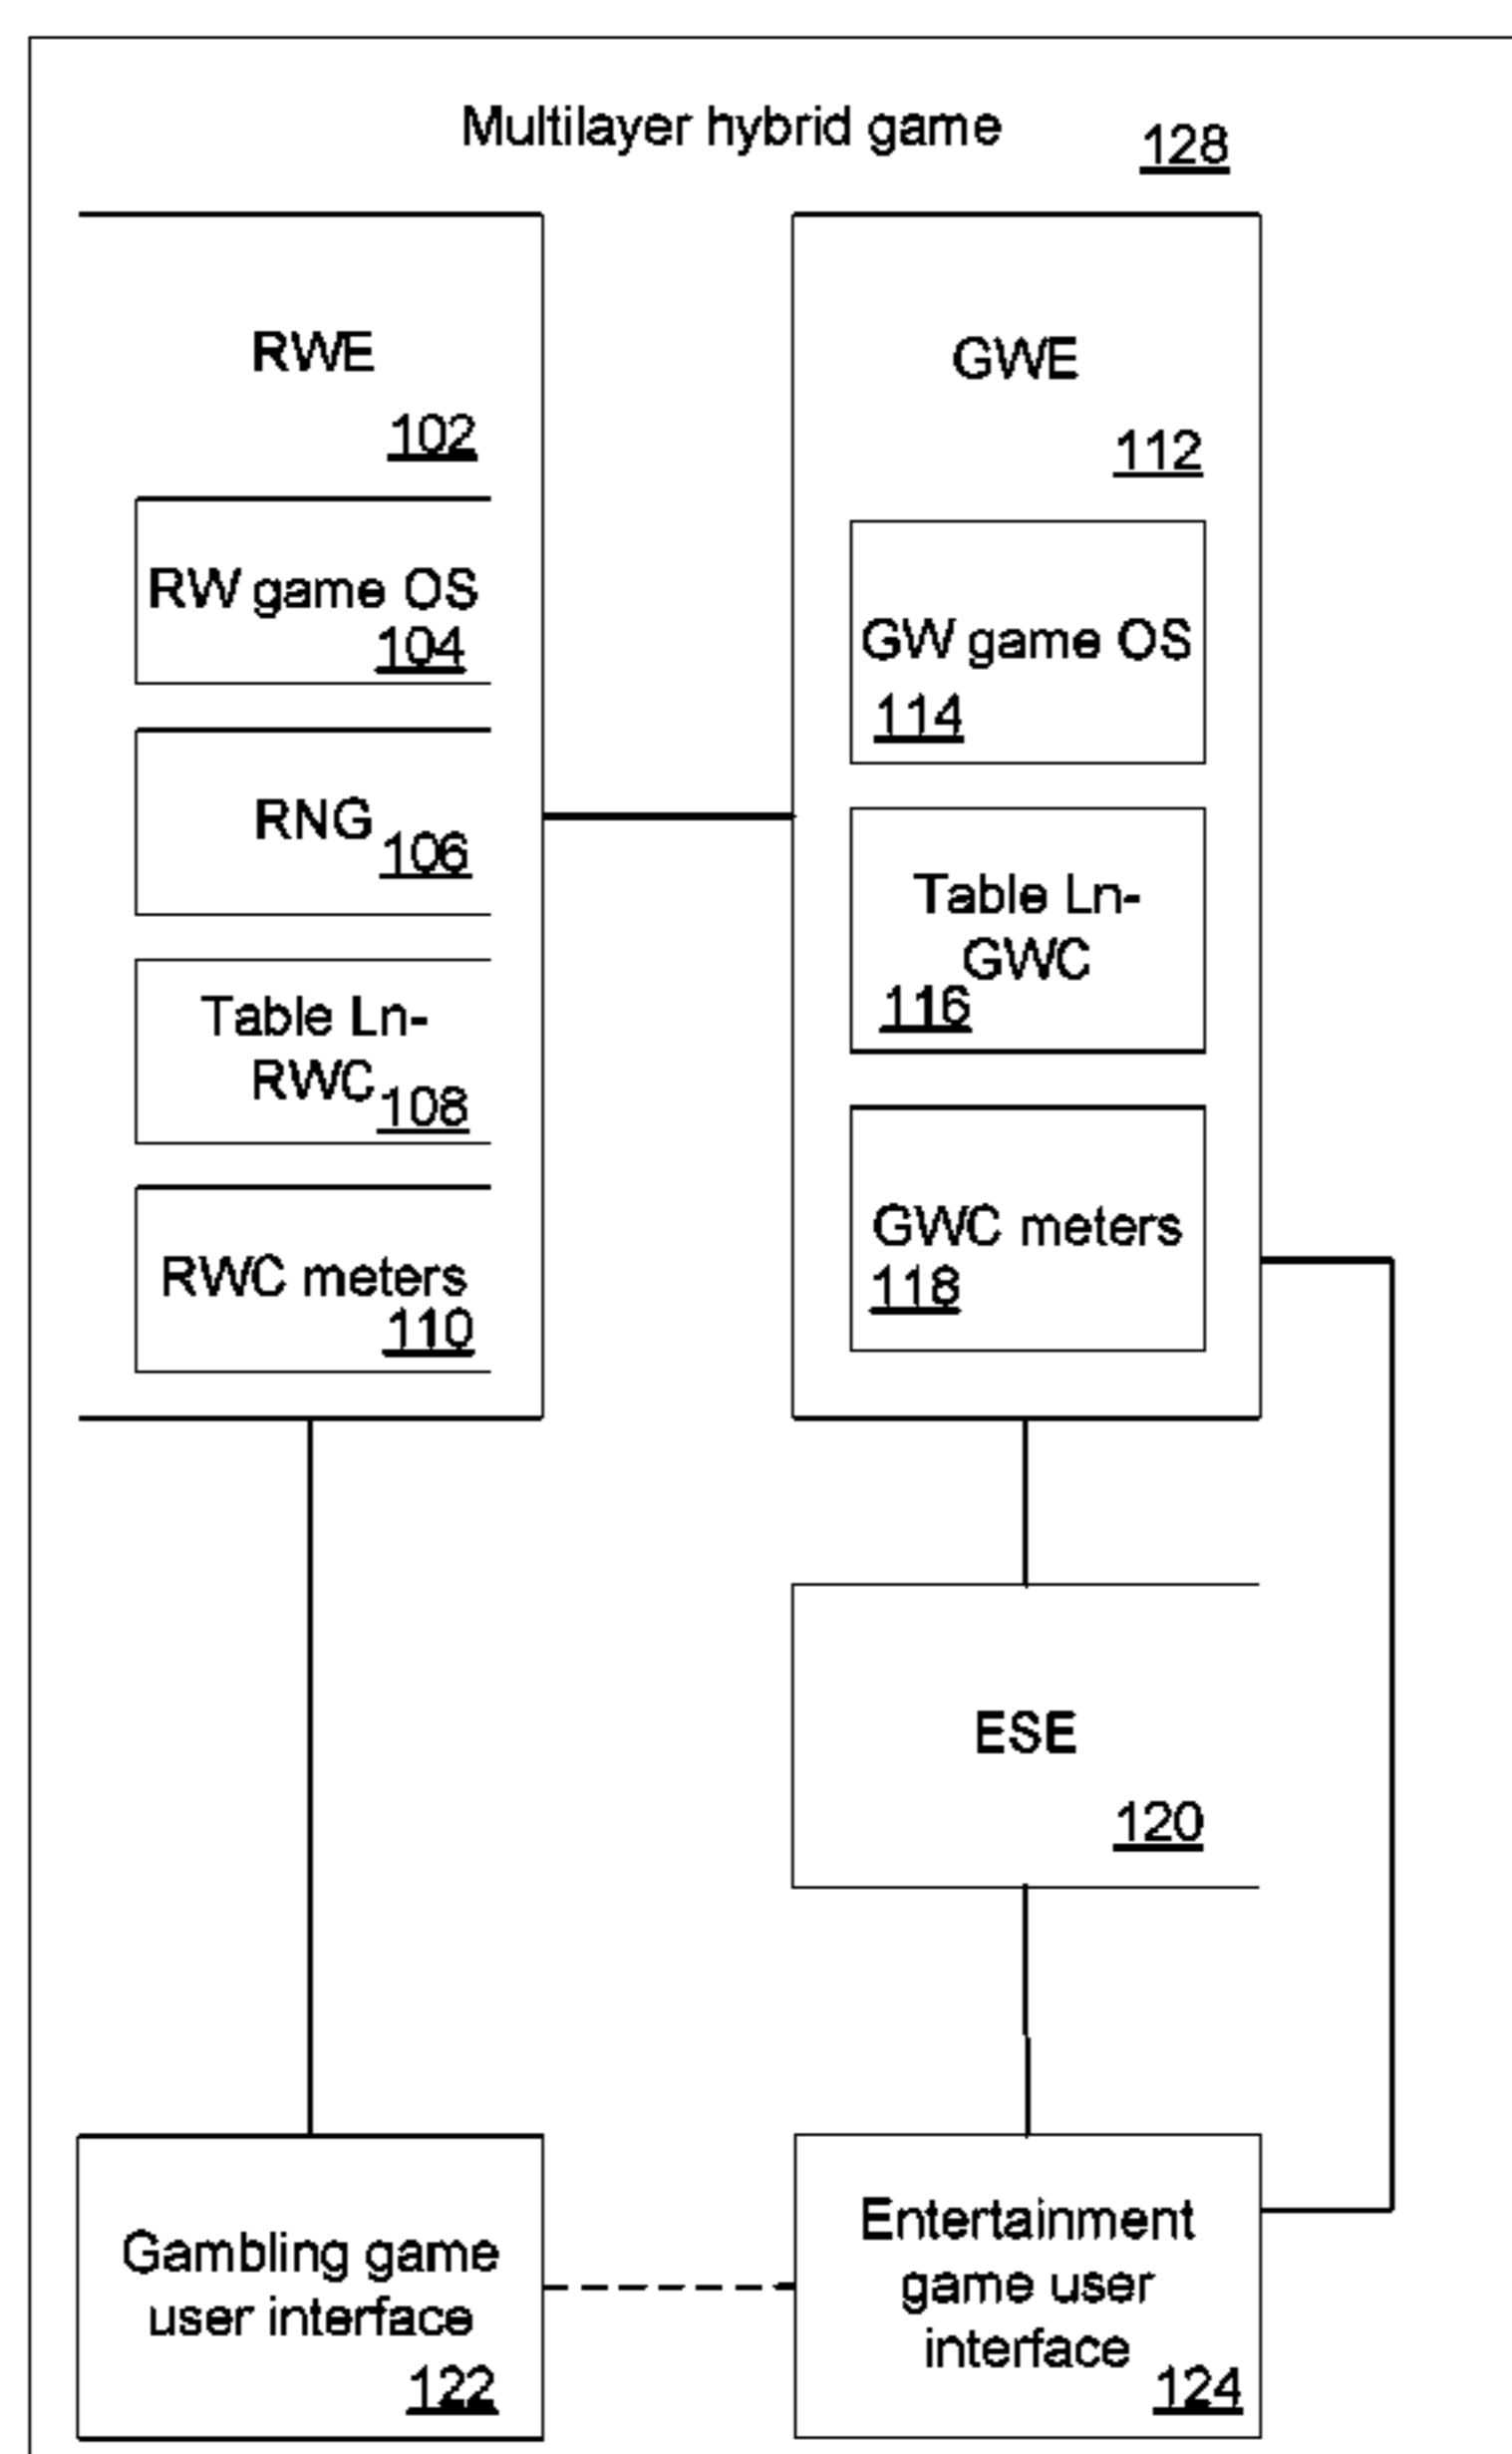 Multilayer hybrid game
128
RWE
102
RW game OS
104
RNG
106
Table Ln-
RWC
108
RWC meters
110
GWE
112
GW game OS
114
Table Ln-
GWC
116
GWC meters
118
ESE
120
Gambling game
user interface
122
Entertainment
game user
interface
124